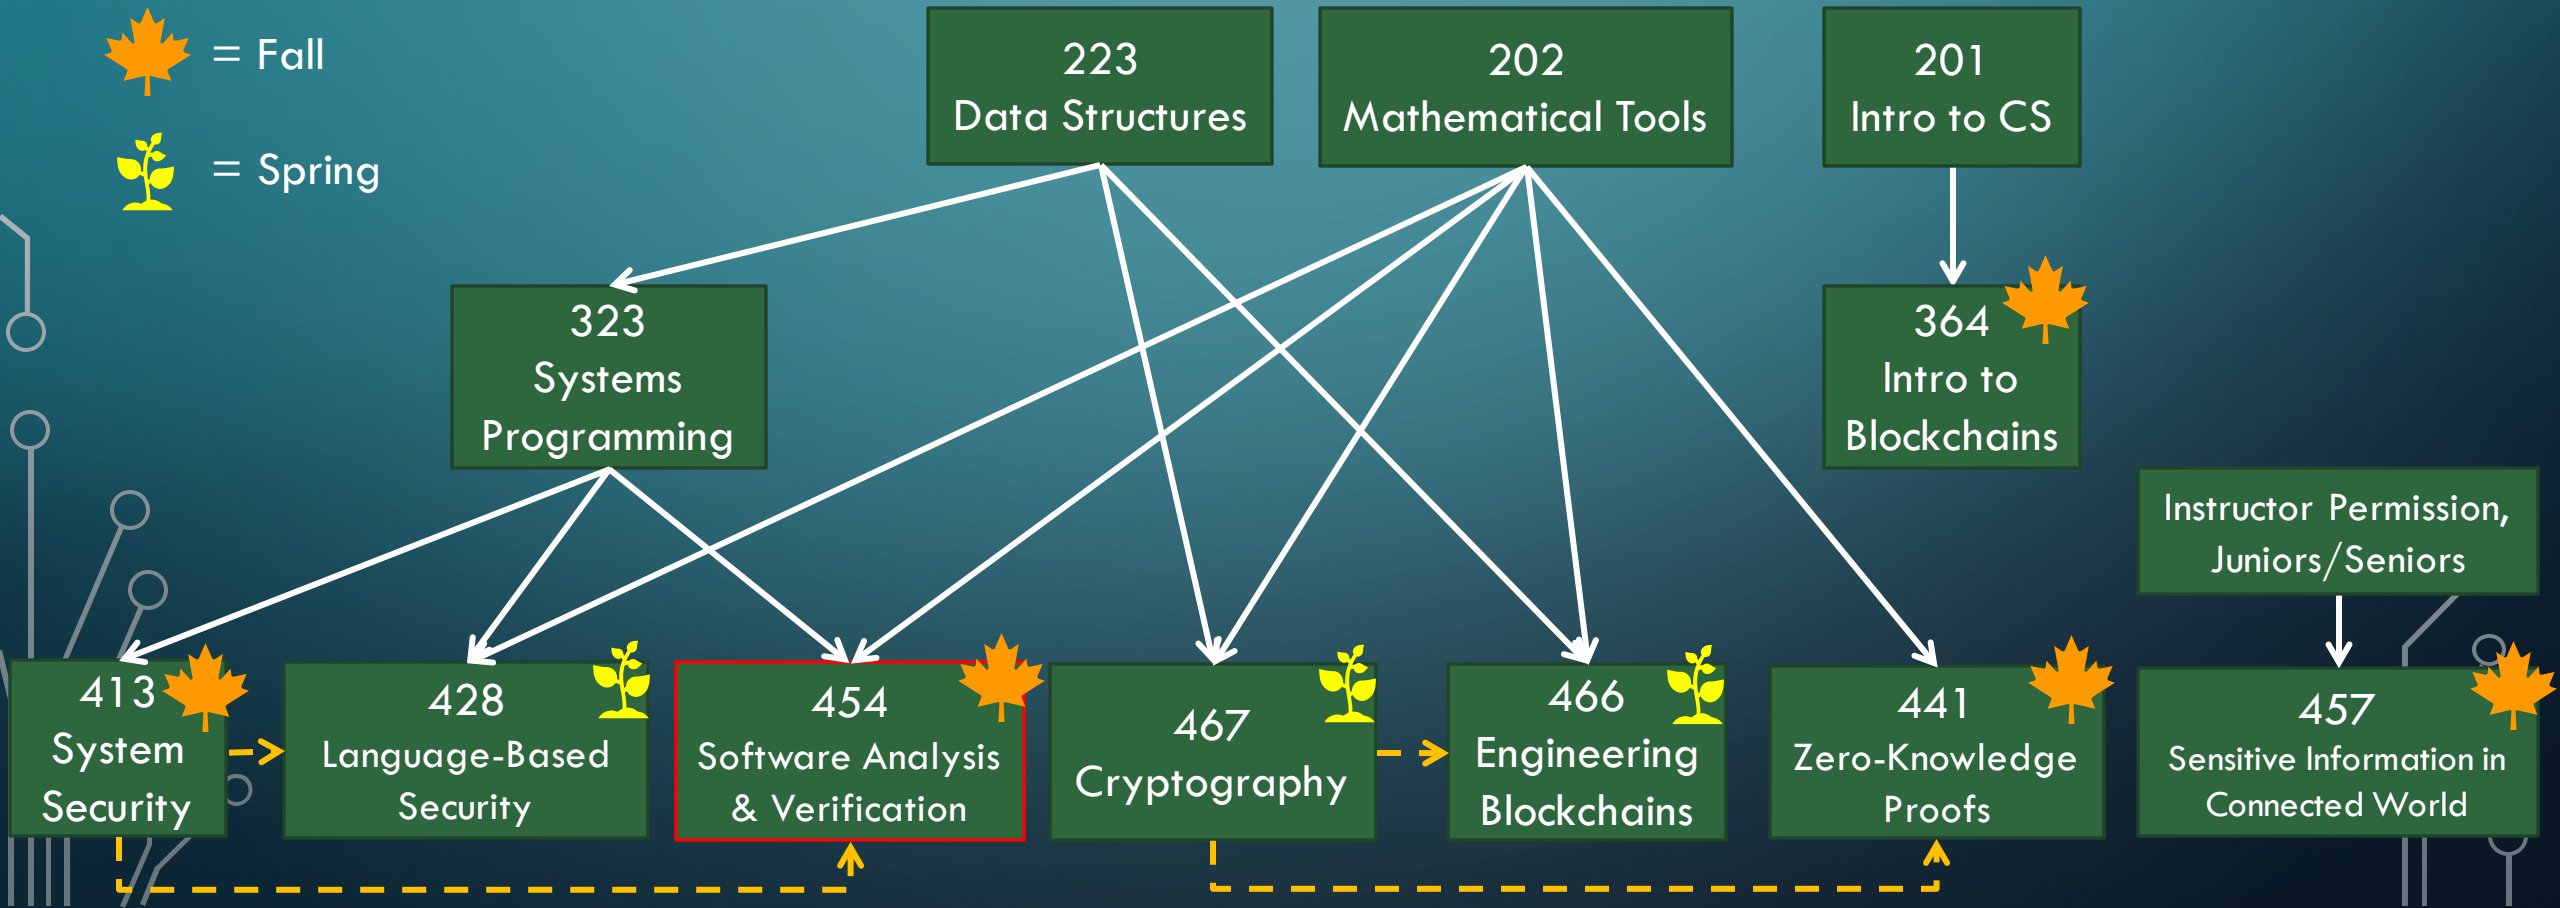 = Fall
= Spring
223
Data Structures
202
Mathematical Tools
201
Intro to CS
323
Systems
Programming
364
Intro to
Blockchains
Instructor Permission,
Juniors/Seniors
413
System
Security
428
Language-Based
Security
454
Software Analysis
& Verification
467
Cryptography
466
Engineering
Blockchains
441
Zero-Knowledge
Proofs
457
Sensitive Information in
Connected World